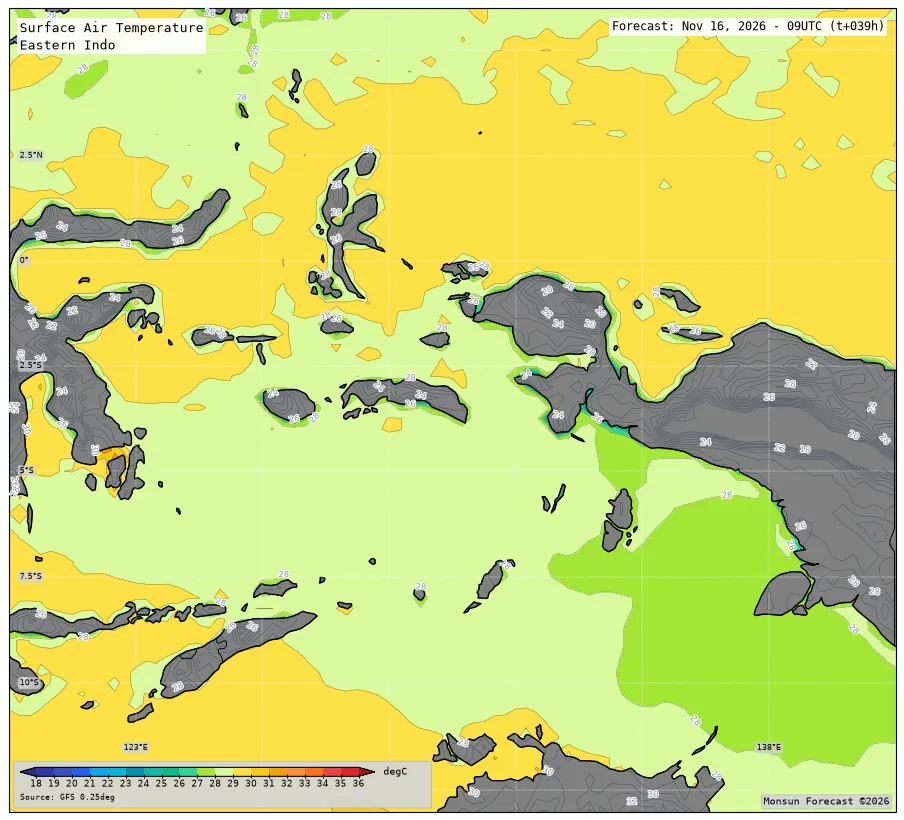 Surface Air Temperature
Eastern Indo
Forecast: Nov 16, 2026 - 09UTC (t+039h)
2.5°N
0°
2.5°S
5°S
7.5°S
10°S
123°E
138°E
degC
18 19 20 21 22 23 24 25 26 27 28 29 30 31 32 33 34 35 36
Source: GFS 0.25deg
Monsun Forecast ©2026